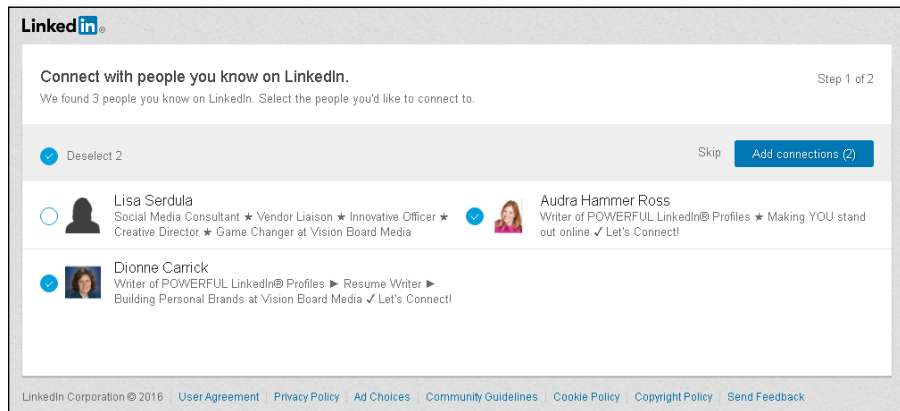 Linked in ®
Connect with people you know on LinkedIn.
Step 1 of 2
We found 3 people you know on LinkedIn. Select the people you'd like to connect to.
Deselect 2
Skip
Add connections (2)
Lisa Serdula
Social Media Consultant ★ Vendor Liaison ★ Innovative Officer ★
Creative Director ★ Game Changer at Vision Board Media
Audra Hammer Ross
Writer of POWERFUL LinkedIn® Profiles ★ Making YOU stand
out online ✓ Let's Connect!
Dionne Carrick
Writer of POWERFUL LinkedIn® Profiles ► Resume Writer ►
Building Personal Brands at Vision Board Media ✓ Let's Connect!
LinkedIn Corporation © 2016 | User Agreement | Privacy Policy | Ad Choices | Community Guidelines | Cookie Policy | Copyright Policy | Send Feedback